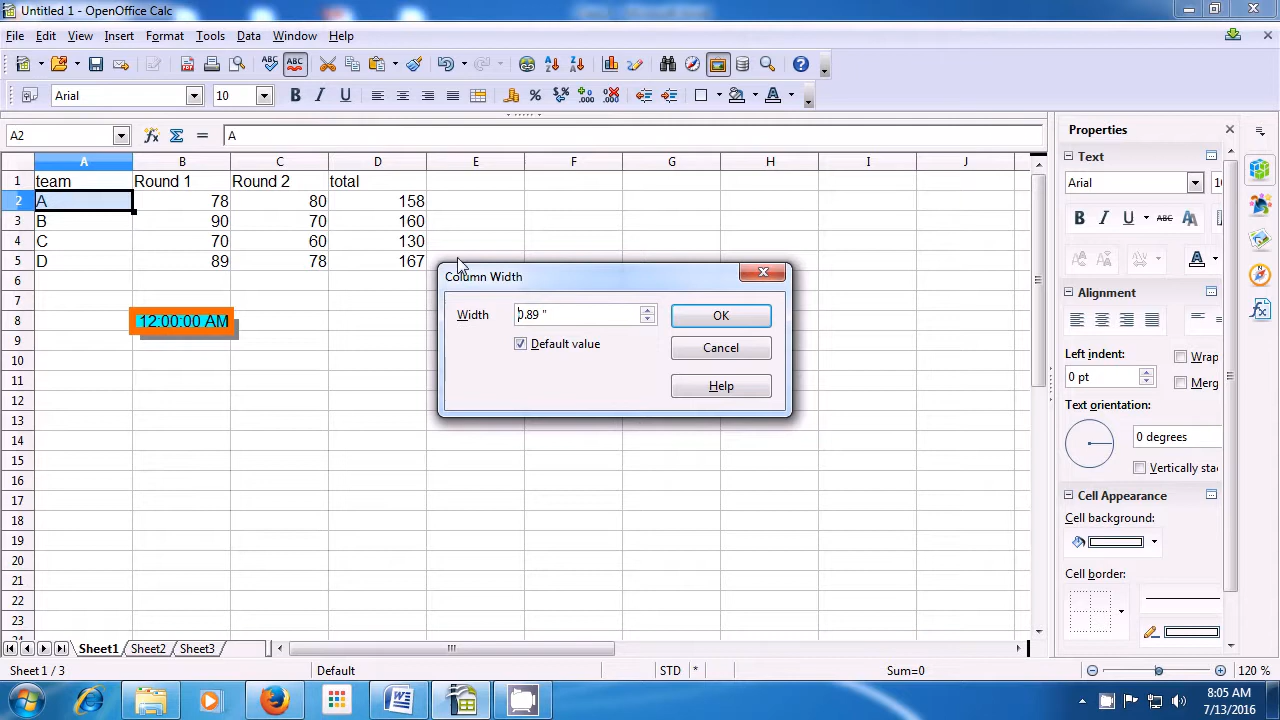 Untitled 1 - OpenOffice Calc
File Edit View Insert Format Tools Data Window Help
Arial 10
A2 A
A B C D E F G H I J
1 team Round 1 Round 2 total
2 A 78 80 158
3 B 90 70 160
4 C 70 60 130
5 D 89 78 167
6
7
8 12:00:00 AM
9
10
11
12
13
14
15
16
17
18
19
20
21
22
23
Column Width
Width 0.89 "
Default value
OK
Cancel
Help
Properties
Text
Arial
Alignment
Left indent: Wrap
0 pt Merg
Text orientation:
0 degrees
Vertically sta
Cell Appearance
Cell background:
Cell border:
Sheet1 Sheet2 Sheet3
Sheet 1 / 3 Default STD * Sum=0 120 %
8:05 AM
7/13/2016